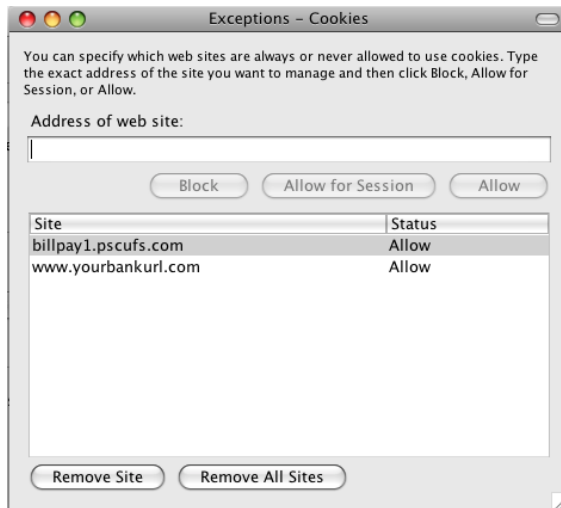 Exceptions – Cookies
You can specify which web sites are always or never allowed to use cookies. Type
the exact address of the site you want to manage and then click Block, Allow for
Session, or Allow.
Address of web site:
Block Allow for Session Allow
Site Status
billpay1.pscufs.com Allow
www.yourbankurl.com Allow
Remove Site Remove All Sites